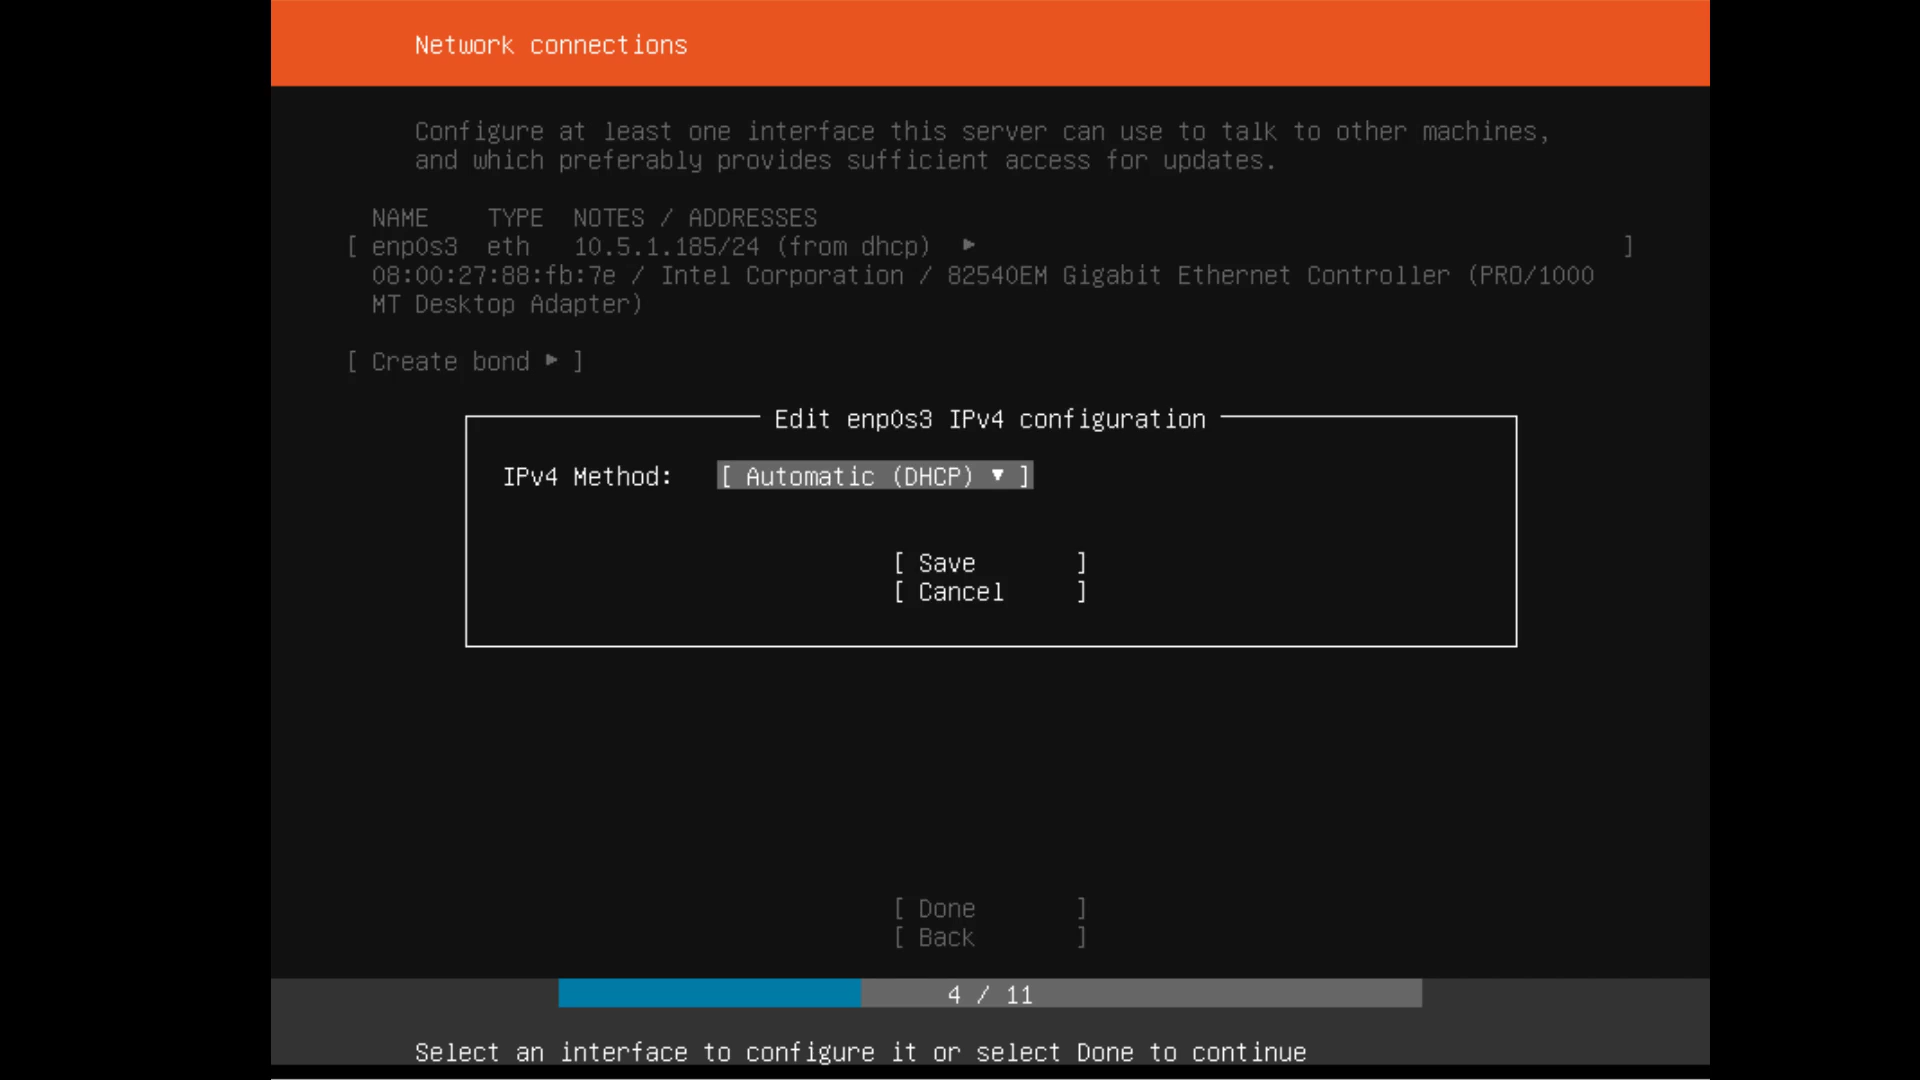 Network connections
Configure at least one interface this server can use to talk to other machines,
and which preferably provides sufficient access for updates.
NAME TYPE NOTES / ADDRESSES
[ enp0s3 eth 10.5.1.185/24 (from dhcp) ▸ ]
08:00:27:88:fb:7e / Intel Corporation / 82540EM Gigabit Ethernet Controller (PRO/1000
MT Desktop Adapter)
[ Create bond ▸ ]
Edit enp0s3 IPv4 configuration
IPv4 Method: [ Automatic (DHCP) ▾ ]
[ Save ]
[ Cancel ]
[ Done ]
[ Back ]
4 / 11
Select an interface to configure it or select Done to continue